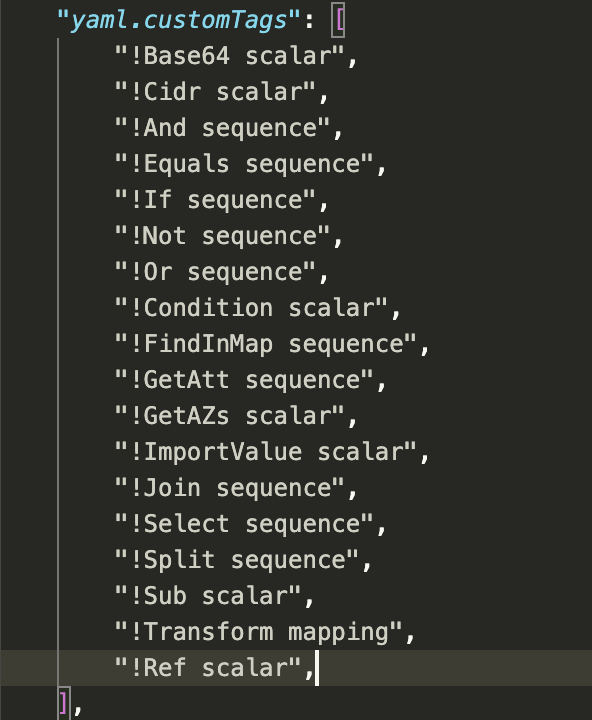 "yaml.customTags": [
"!Base64 scalar",
"!Cidr scalar",
"!And sequence",
"!Equals sequence",
"!If sequence",
"!Not sequence",
"!Or sequence",
"!Condition scalar",
"!FindInMap sequence",
"!GetAtt sequence",
"!GetAZs scalar",
"!ImportValue scalar",
"!Join sequence",
"!Select sequence",
"!Split sequence",
"!Sub scalar",
"!Transform mapping",
"!Ref scalar",
],